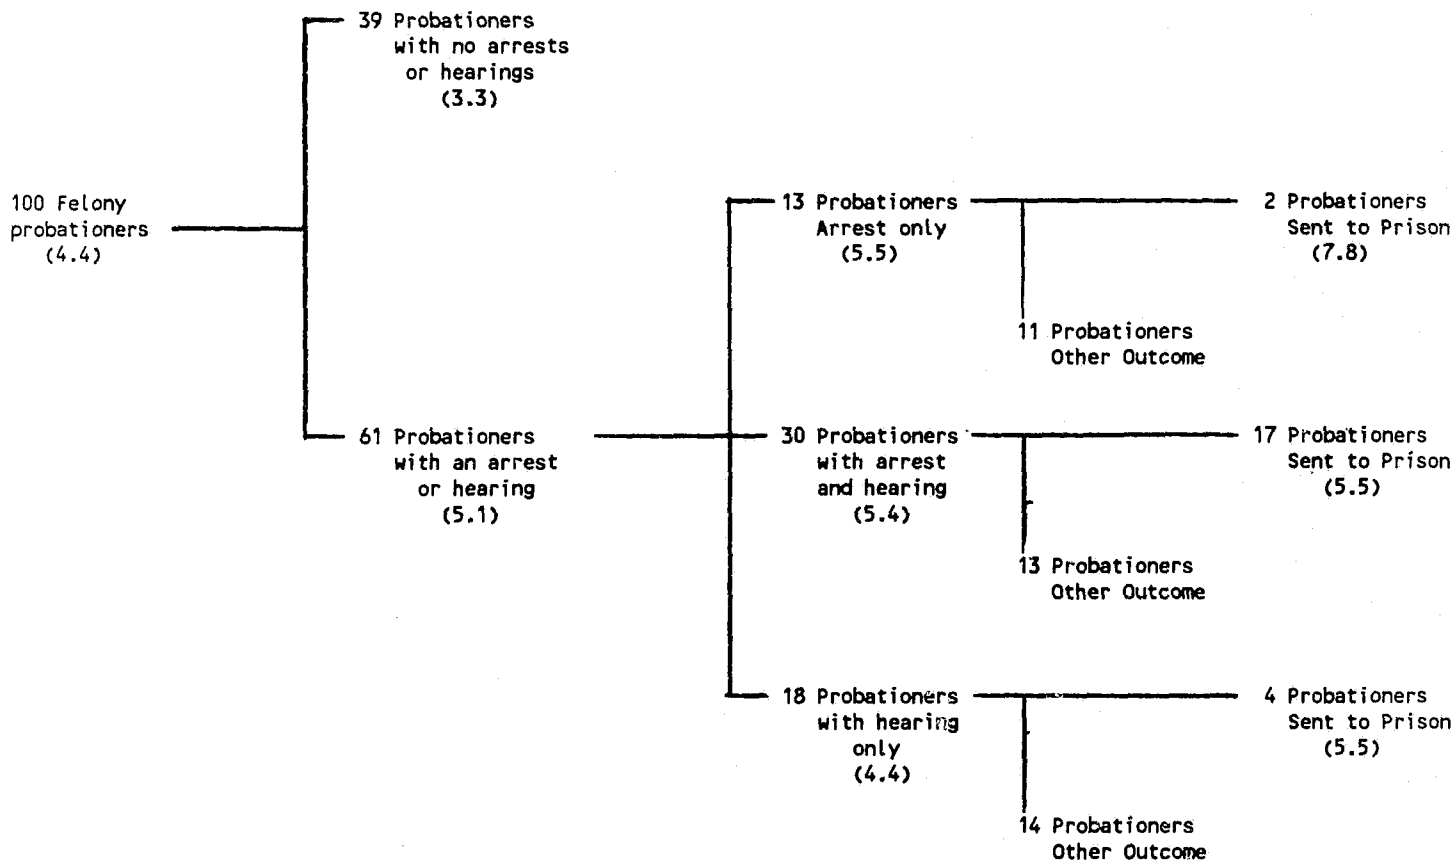 39 Probationers
with no arrests
or hearings
(3.3)
100 Felony
probationers
(4.4)
61 Probationers
with an arrest
or hearing
(5.1)
13 Probationers
Arrest only
(5.5)
2 Probationers
Sent to Prison
(7.8)
11 Probationers
Other Outcome
30 Probationers
with arrest
and hearing
(5.4)
17 Probationers
Sent to Prison
(5.5)
13 Probationers
Other Outcome
18 Probationers
with hearing
only
(4.4)
4 Probationers
Sent to Prison
(5.5)
14 Probationers
Other Outcome